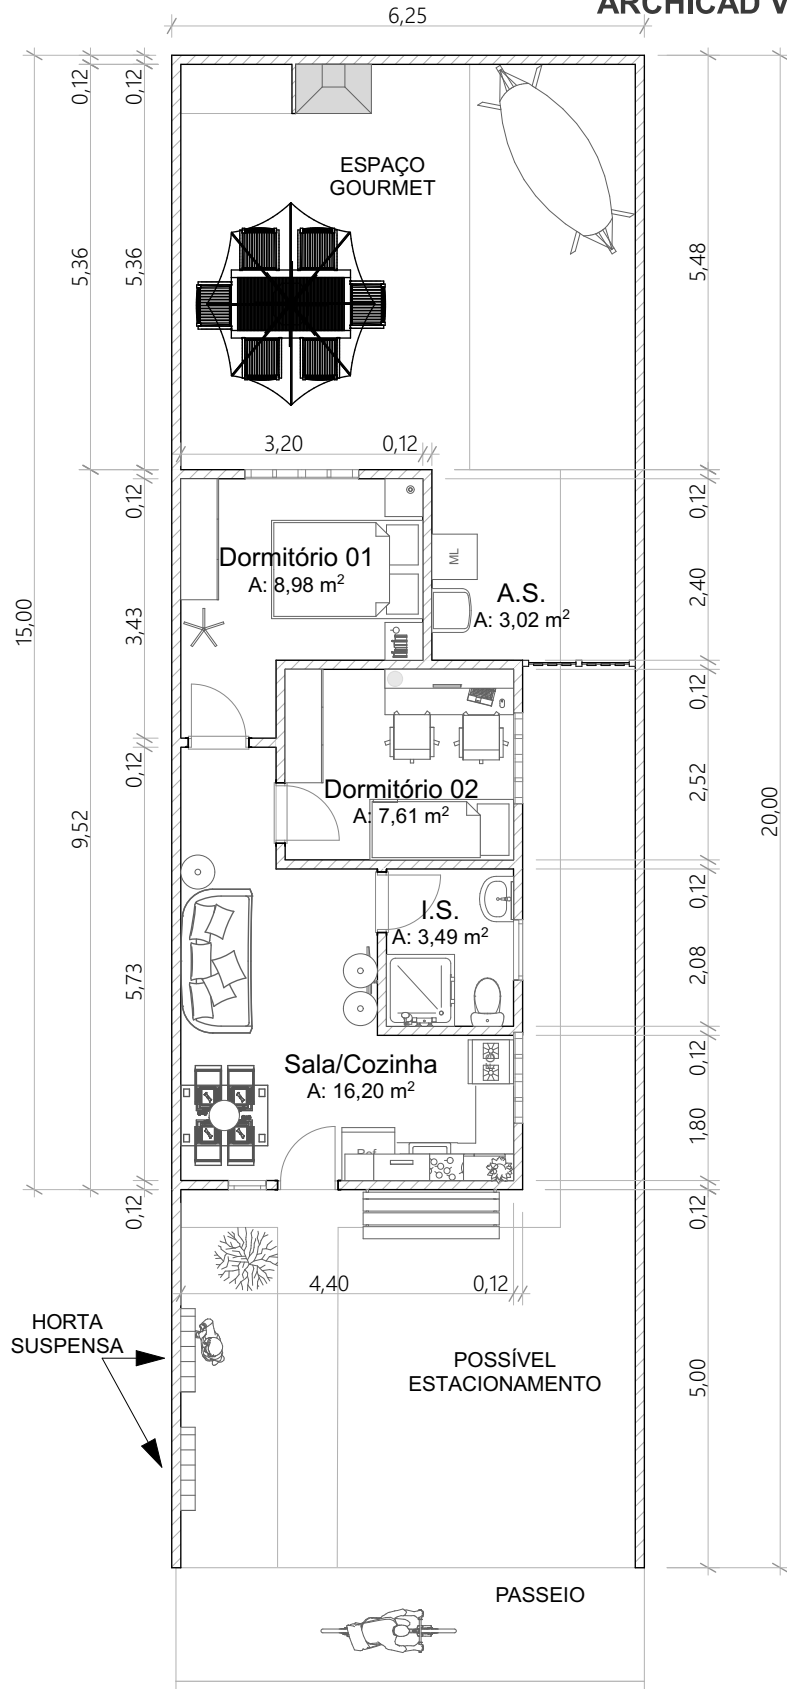 ARCHICAD V
6,25
0,12
0,12
ESPAÇO
GOURMET
5,36
5,36
5,48
3,20
0,12
0,12
0,12
Dormitório 01
A: 8,98 m²
ML
A.S.
A: 3,02 m²
2,40
15,00
3,43
0,12
0,12
Dormitório 02
A: 7,61 m²
2,52
20,00
9,52
0,12
I.S.
A: 3,49 m²
2,08
5,73
0,12
Sala/Cozinha
A: 16,20 m²
1,80
0,12
0,12
4,40
0,12
HORTA
SUSPENSA
POSSÍVEL
ESTACIONAMENTO
5,00
PASSEIO